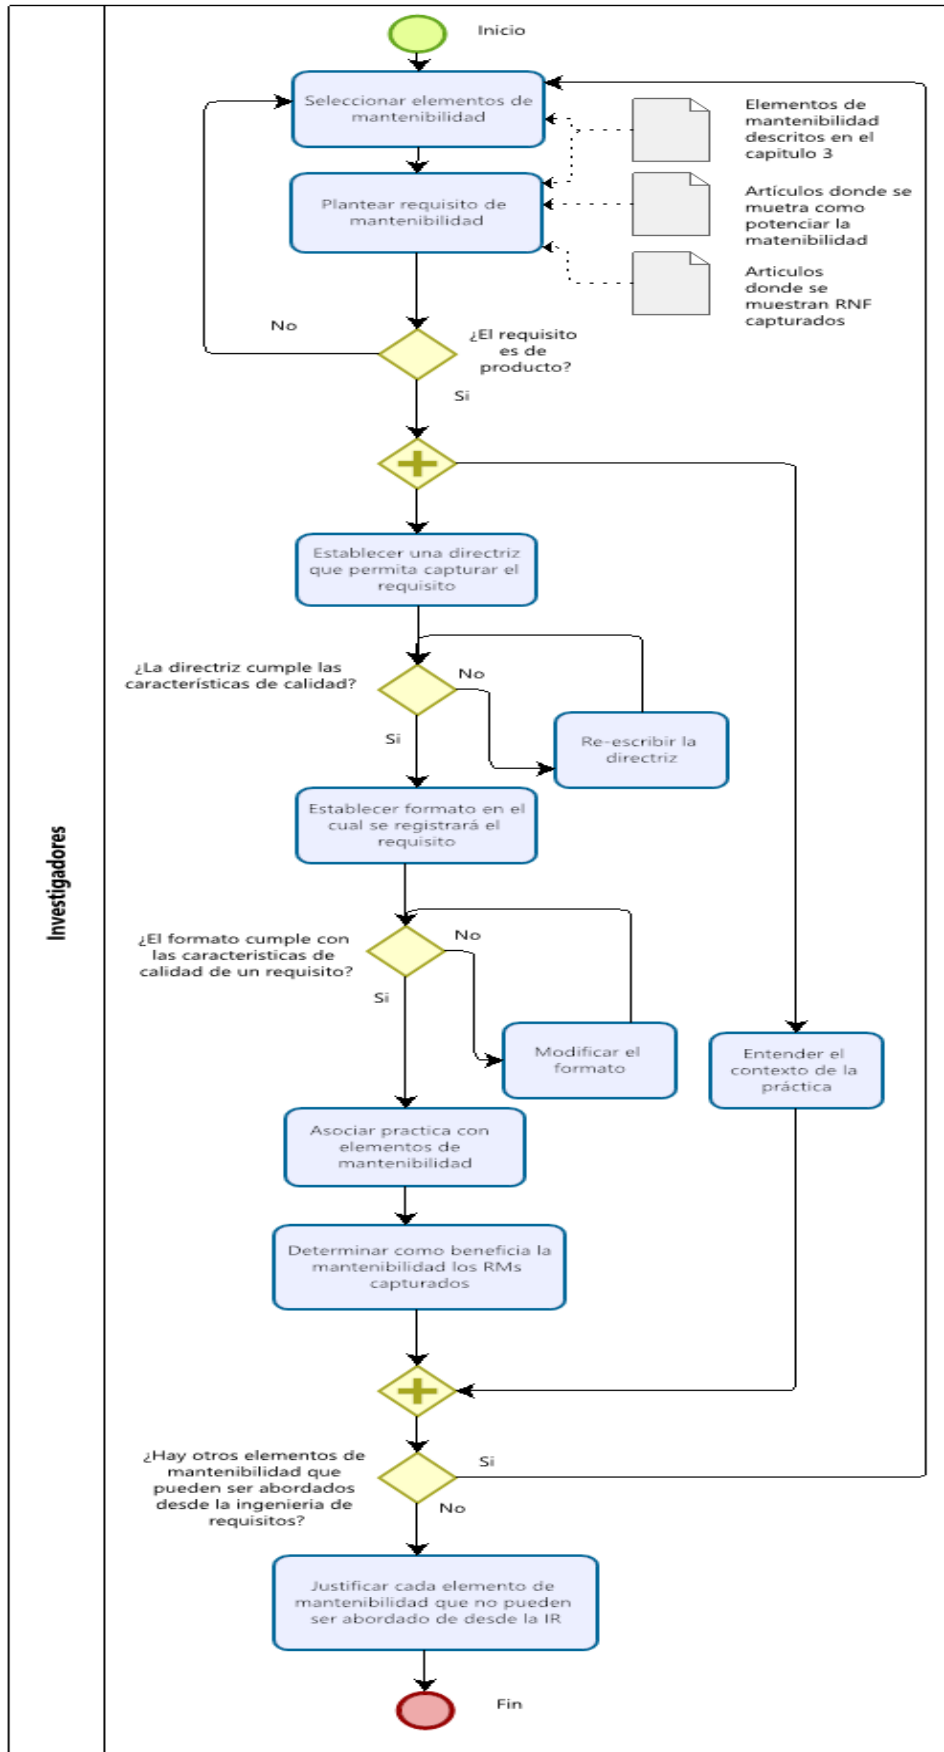 Inicio
Seleccionar elementos de
mantenibilidad
Elementos de
mantenibilidad
descritos en el
capitulo 3
Plantear requisito de
mantenibilidad
Artículos donde se
muetra como
potenciar la
matenibilidad
Articulos
donde se
muestran RNF
capturados
No
¿El requisito
es de
producto?
Si
Establecer una directriz
que permita capturar el
requisito
¿La directriz cumple las
características de calidad?
No
Re-escribir la
directriz
Si
Establecer formato en el
cual se registrará el
requisito
Investigadores
¿El formato cumple con
las caracteristicas de
calidad de un requisito?
No
Si
Modificar el
formato
Entender el
contexto de la
práctica
Asociar practica con
elementos de
mantenibilidad
Determinar como beneficia la
mantenibilidad los RMs
capturados
¿Hay otros elementos de
mantenibilidad que
pueden ser abordados
desde la ingenieria de
requisitos?
Si
No
Justificar cada elemento de
mantenibilidad que no pueden
ser abordado de desde la IR
Fin